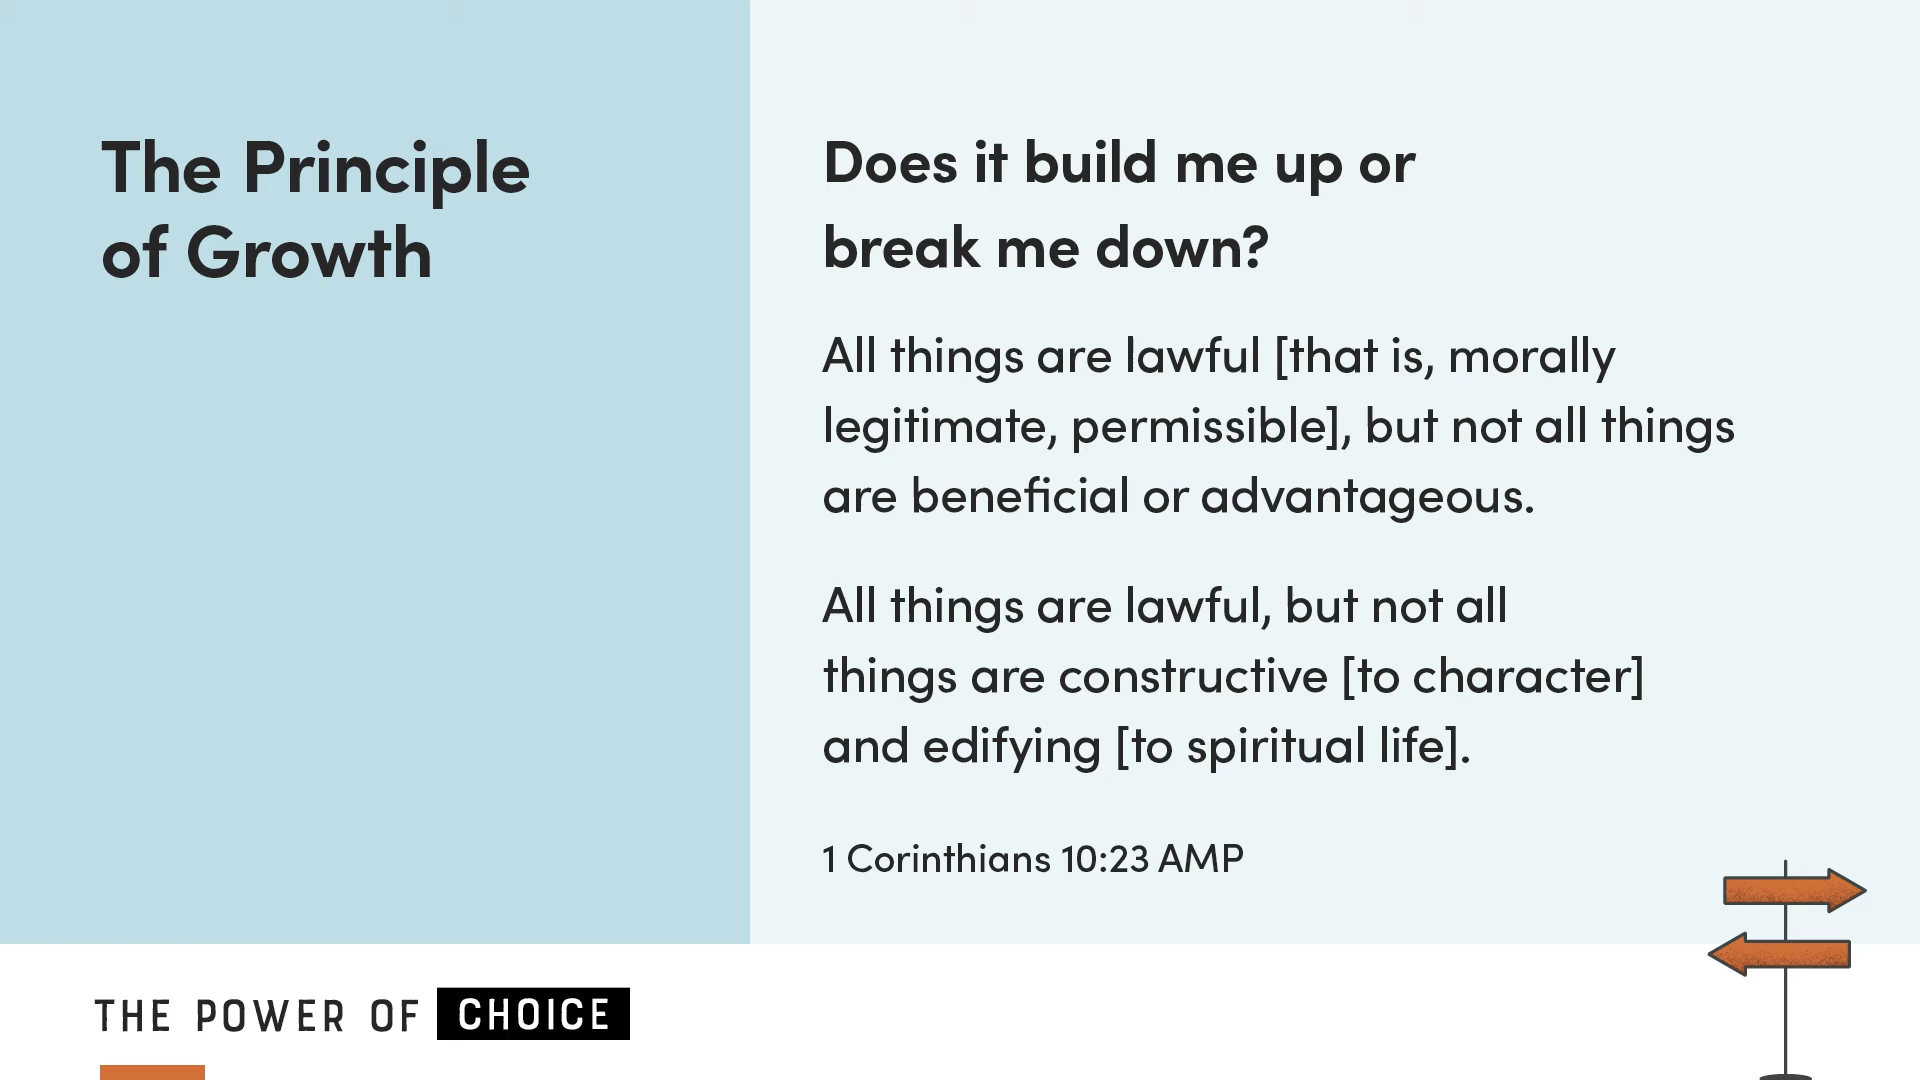 The Principle
of Growth
Does it build me up or
break me down?
All things are lawful [that is, morally
legitimate, permissible], but not all things
are beneficial or advantageous.
All things are lawful, but not all
things are constructive [to character]
and edifying [to spiritual life].
1 Corinthians 10:23 AMP
THE POWER OF CHOICE